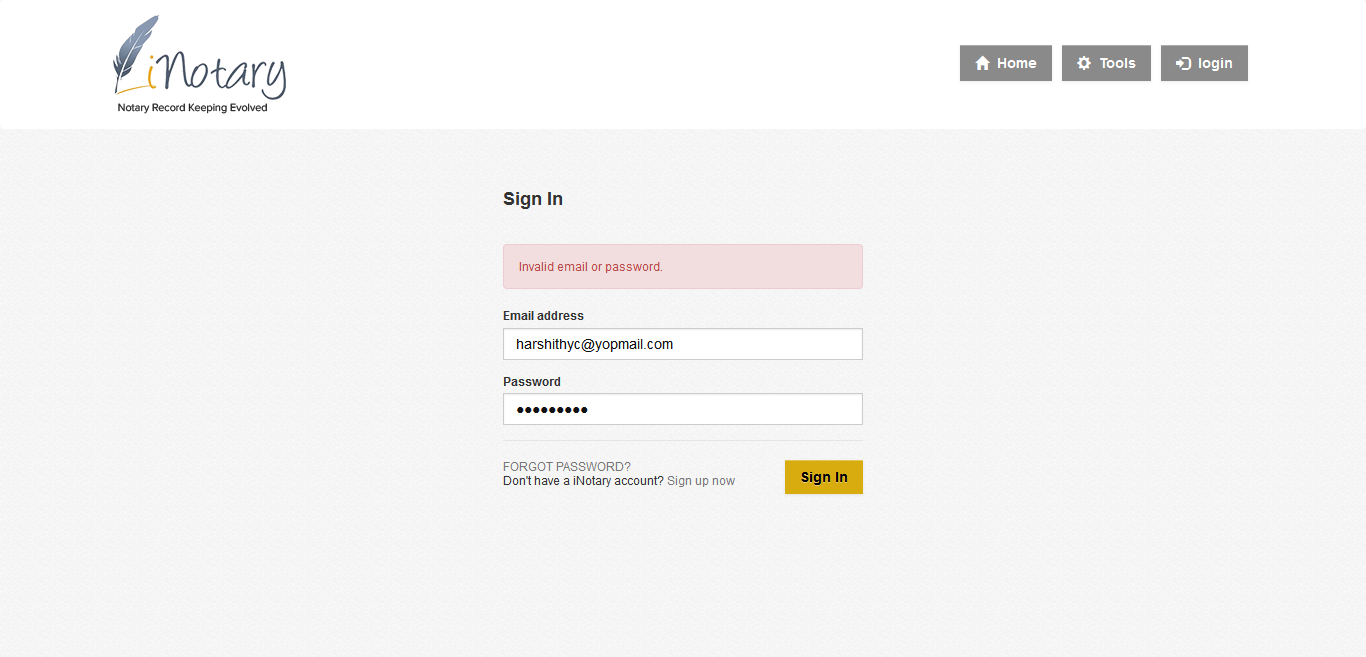 iNotary
Notary Record Keeping Evolved
Home
Tools
login
Sign In
Invalid email or password.
Email address
harshithyc@yopmail.com
Password
●●●●●●●●●
FORGOT PASSWORD?
Don't have a iNotary account? Sign up now
Sign In